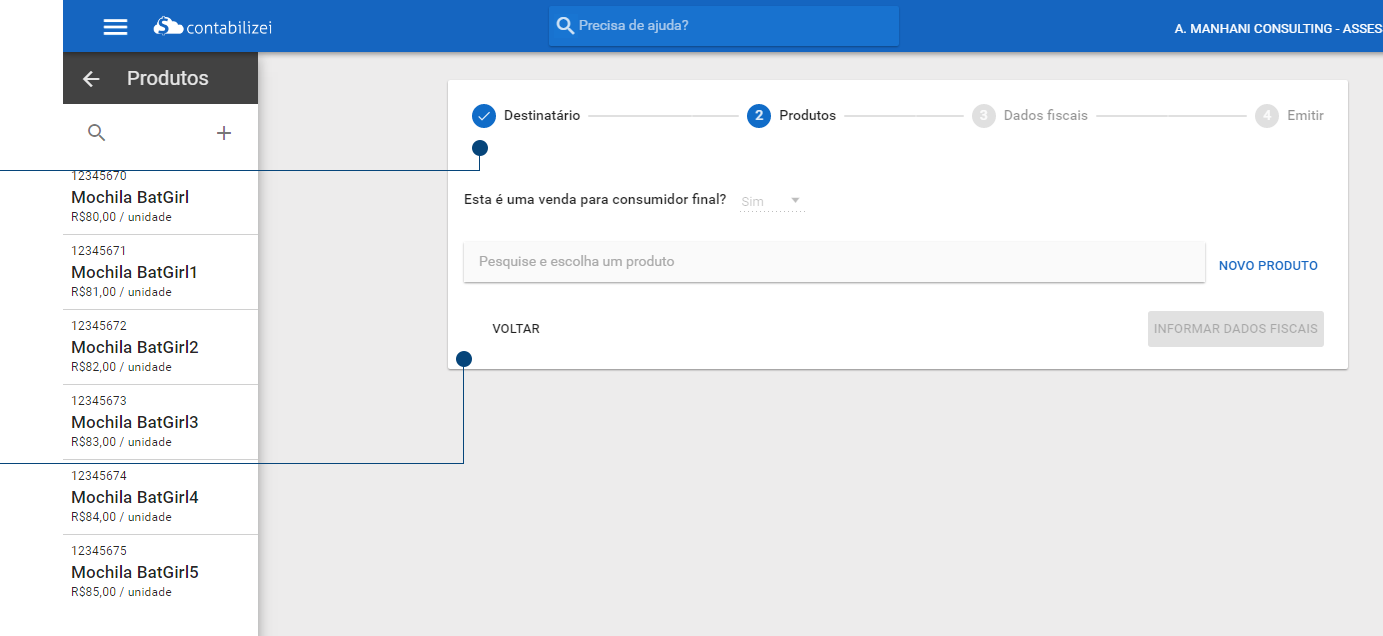 contabilizei
Precisa de ajuda?
A. MANHANI CONSULTING - ASSES
Produtos
12345670
Mochila BatGirl
R$80,00 / unidade
12345671
Mochila BatGirl1
R$81,00 / unidade
12345672
Mochila BatGirl2
R$82,00 / unidade
12345673
Mochila BatGirl3
R$83,00 / unidade
12345674
Mochila BatGirl4
R$84,00 / unidade
12345675
Mochila BatGirl5
R$85,00 / unidade
Destinatário
2 Produtos
3 Dados fiscais
4 Emitir
Esta é uma venda para consumidor final? Sim
Pesquise e escolha um produto
NOVO PRODUTO
VOLTAR
INFORMAR DADOS FISCAIS